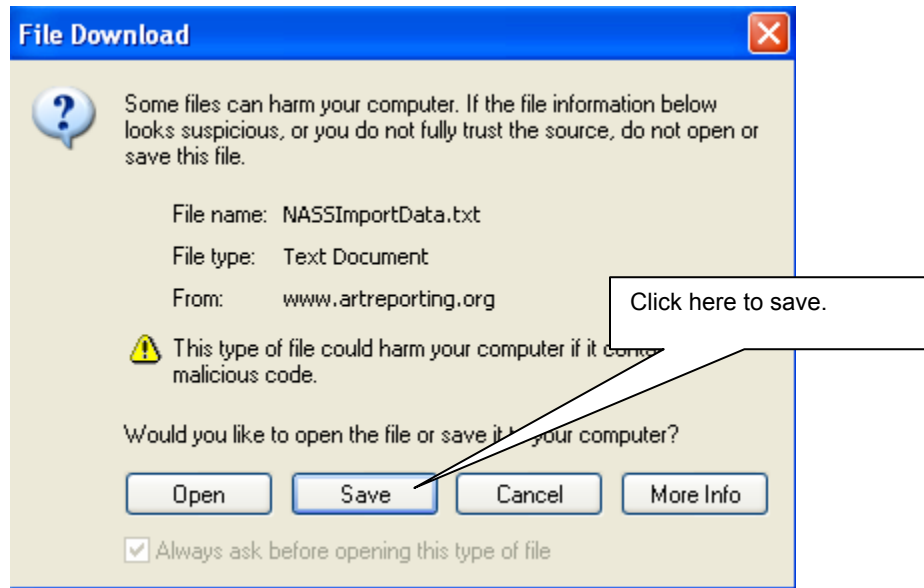 File Download
Some files can harm your computer. If the file information below
looks suspicious, or you do not fully trust the source, do not open or
save this file.
File name: NASSImportData.txt
File type: Text Document
From: www.artreporting.org
Click here to save.
This type of file could harm your computer if it
malicious code.
Would you like to open the file or save it to your computer?
Open Save Cancel More Info
Always ask before opening this type of file